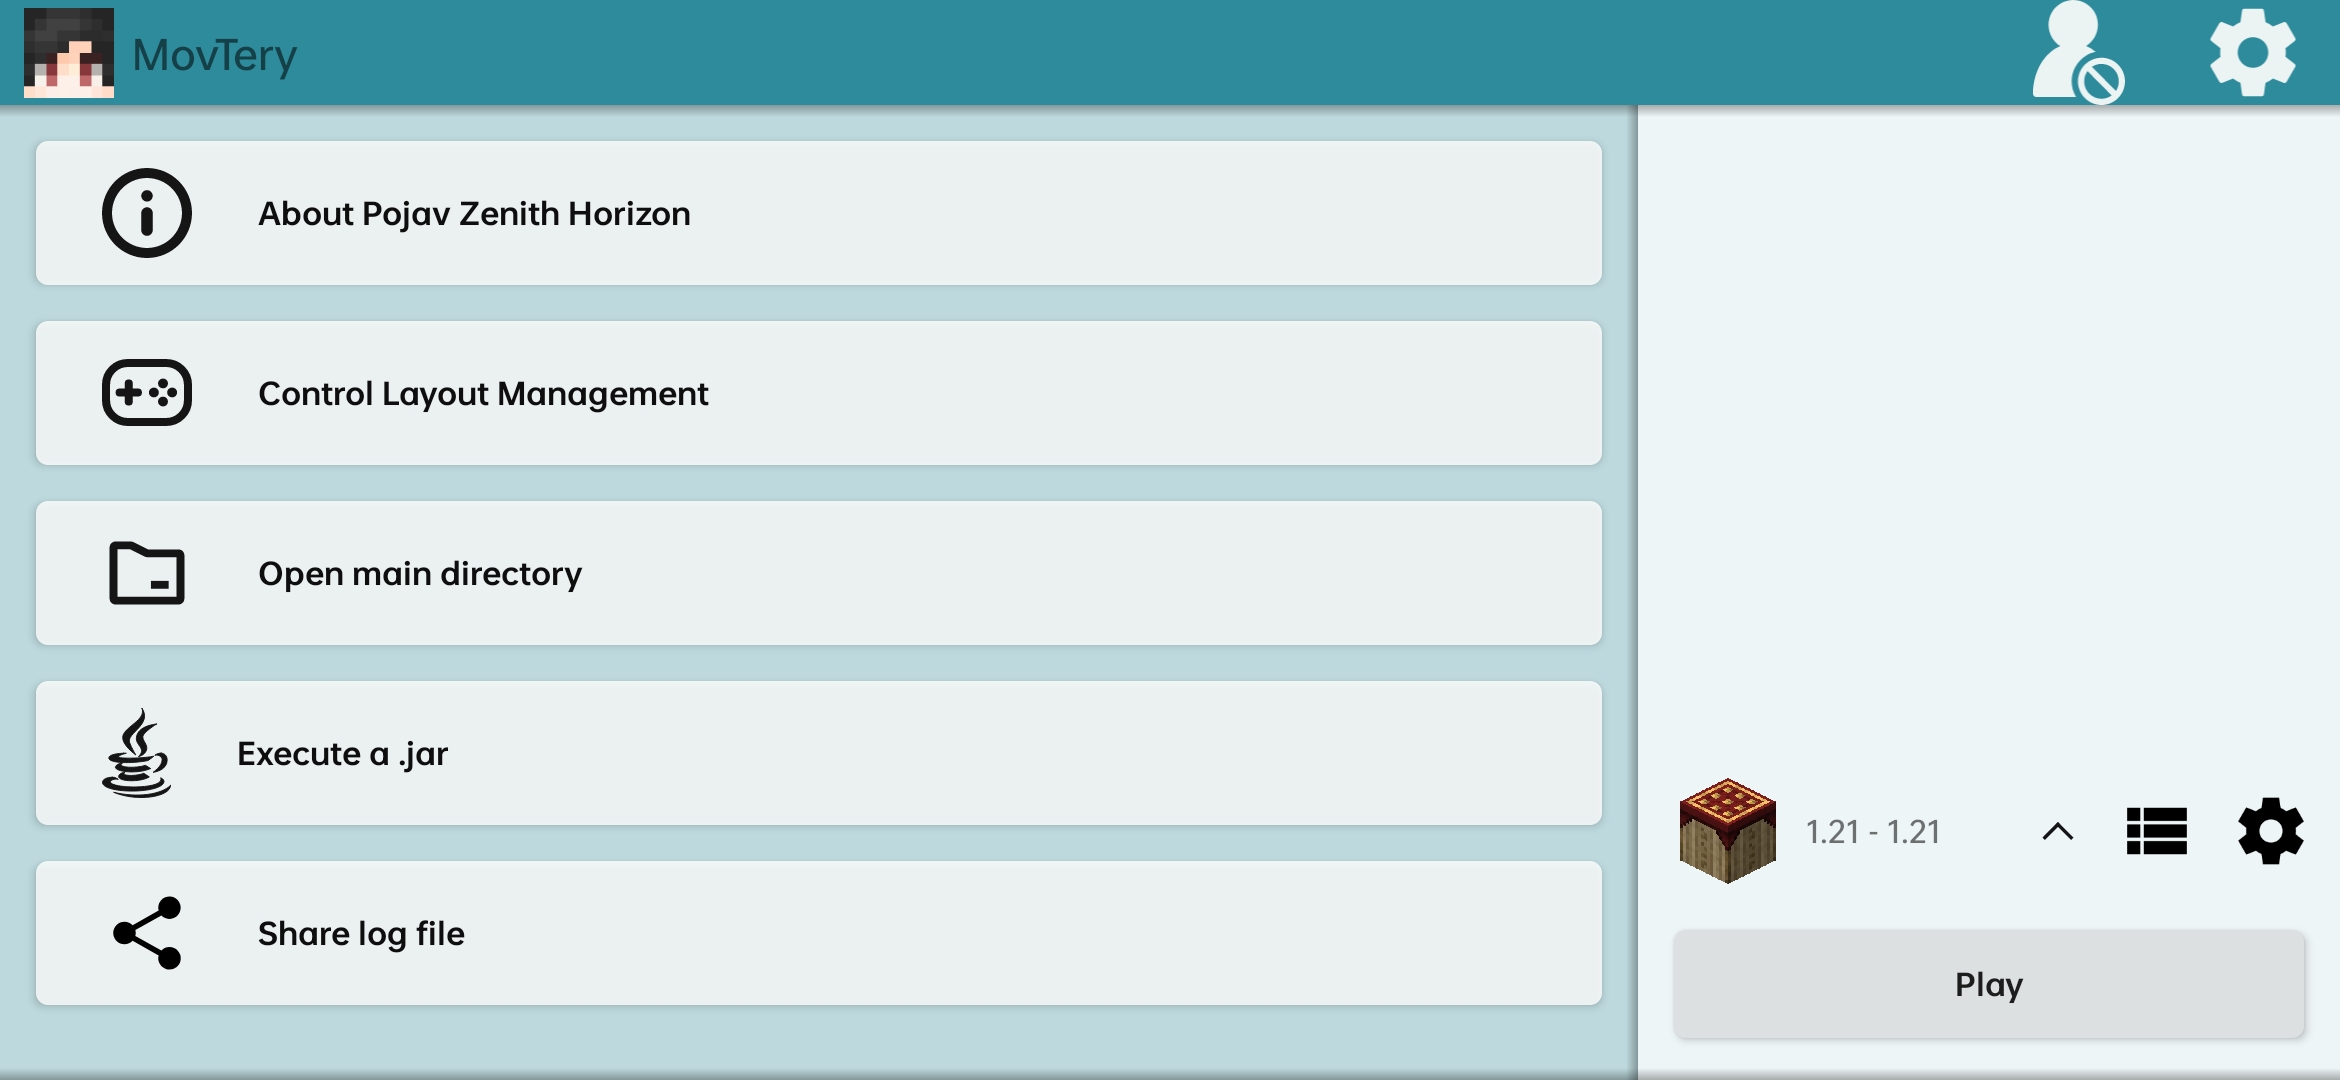 MovTery
About Pojav Zenith Horizon
Control Layout Management
Open main directory
Execute a .jar
Share log file
1.21 - 1.21
Play